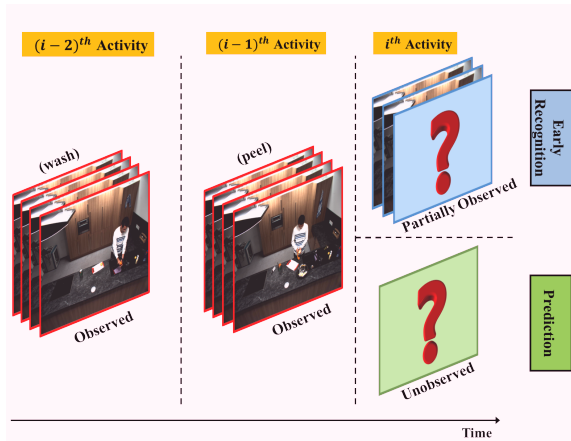 (i − 2)th Activity
(i − 1)th Activity
ith Activity
(wash)
(peel)
Observed
Observed
Partially Observed
Unobserved
Early
Recognition
Prediction
Time